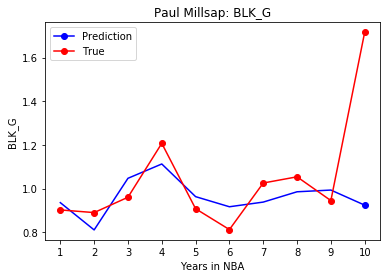 Paul Millsap: BLK_G
Prediction
True
BLK_G
1.6
1.4
1.2
1.0
0.8
1 2 3 4 5 6 7 8 9 10
Years in NBA